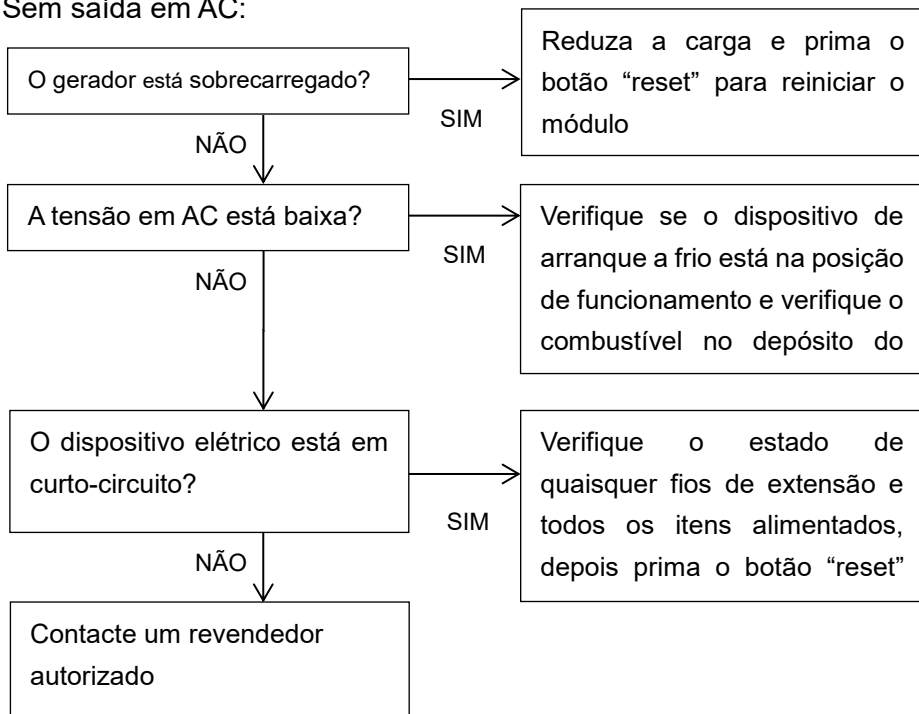 Sem saída em AC:
O gerador está sobrecarregado?
SIM
Reduza a carga e prima o
botão “reset” para reiniciar o
módulo
NÃO
A tensão em AC está baixa?
SIM
Verifique se o dispositivo de
arranque a frio está na posição
de funcionamento e verifique o
combustível no depósito do
NÃO
O dispositivo elétrico está em
curto-circuito?
SIM
Verifique o estado de
quaisquer fios de extensão e
todos os itens alimentados,
depois prima o botão “reset”
NÃO
Contacte um revendedor
autorizado